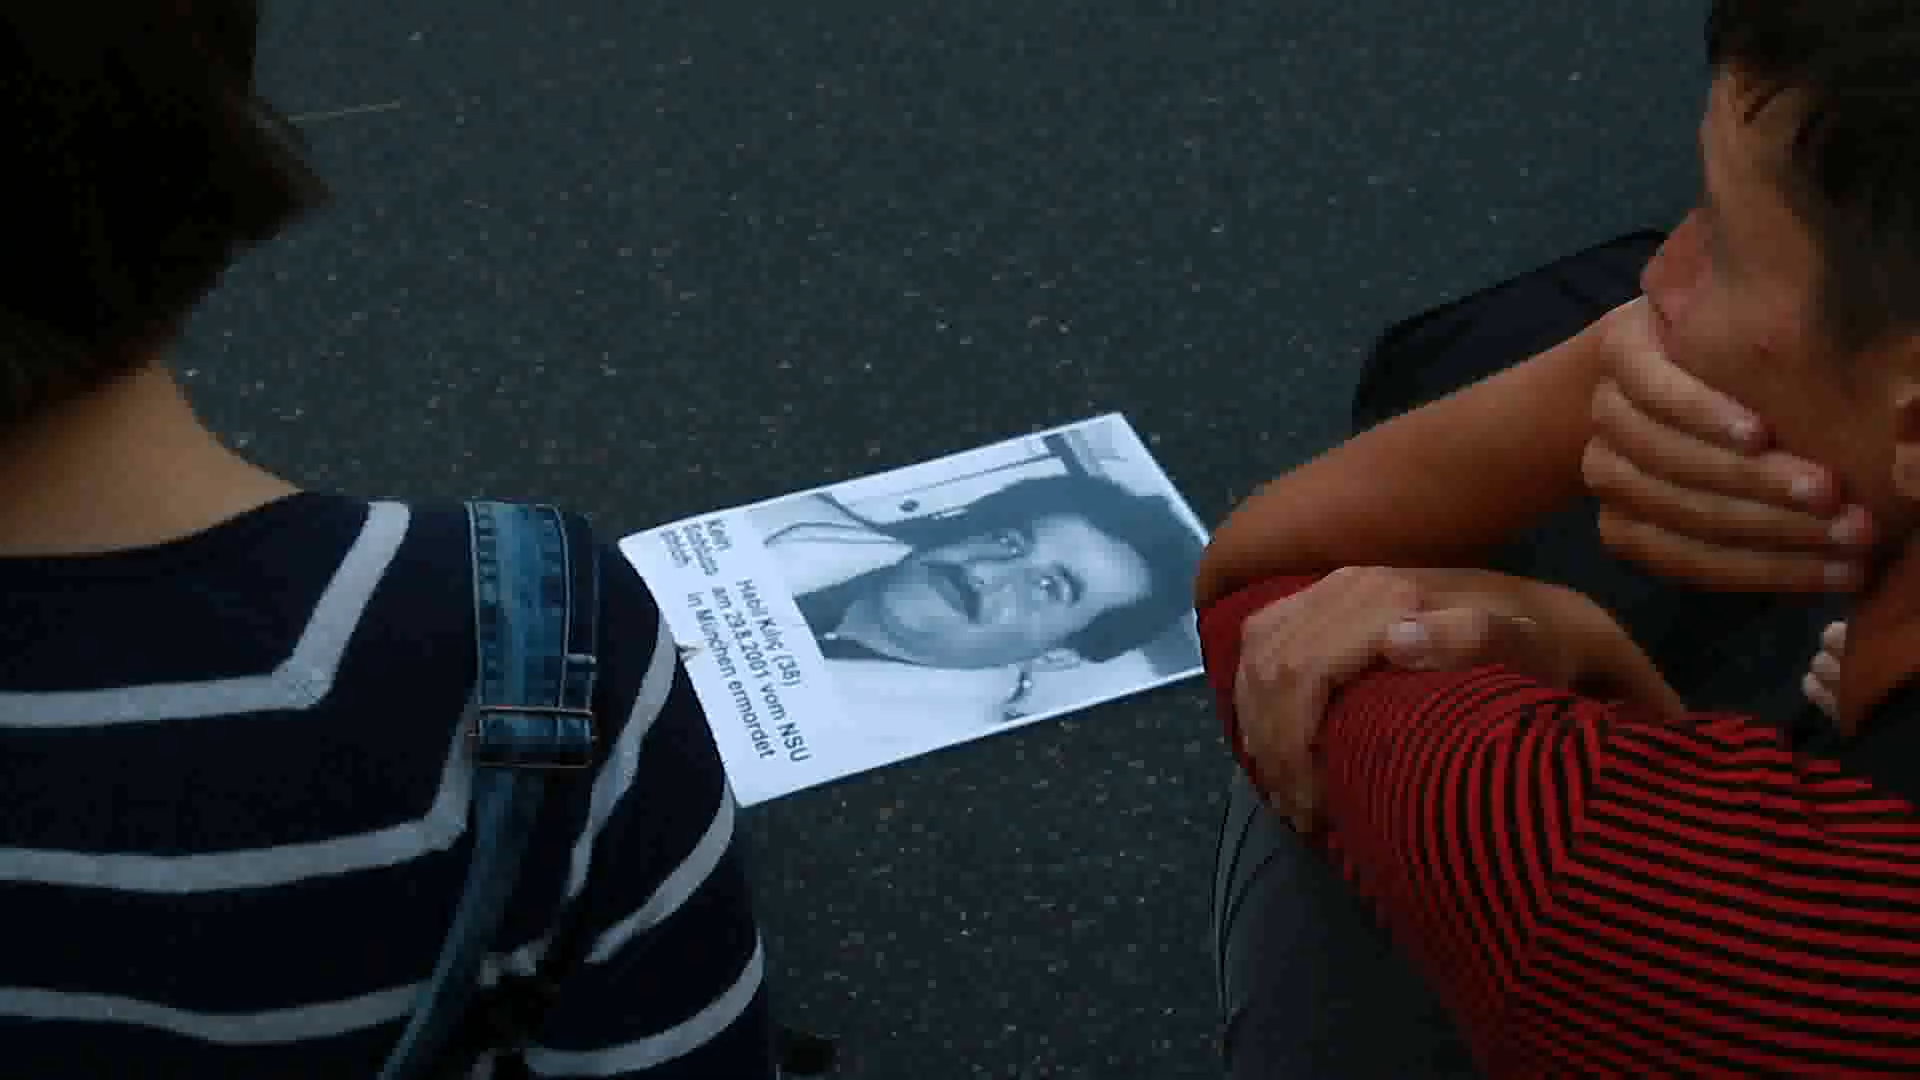 Kein
Schluss
strich
Habil Kılıç (38)
am 29.8.2001 vom NSU
in München ermordet